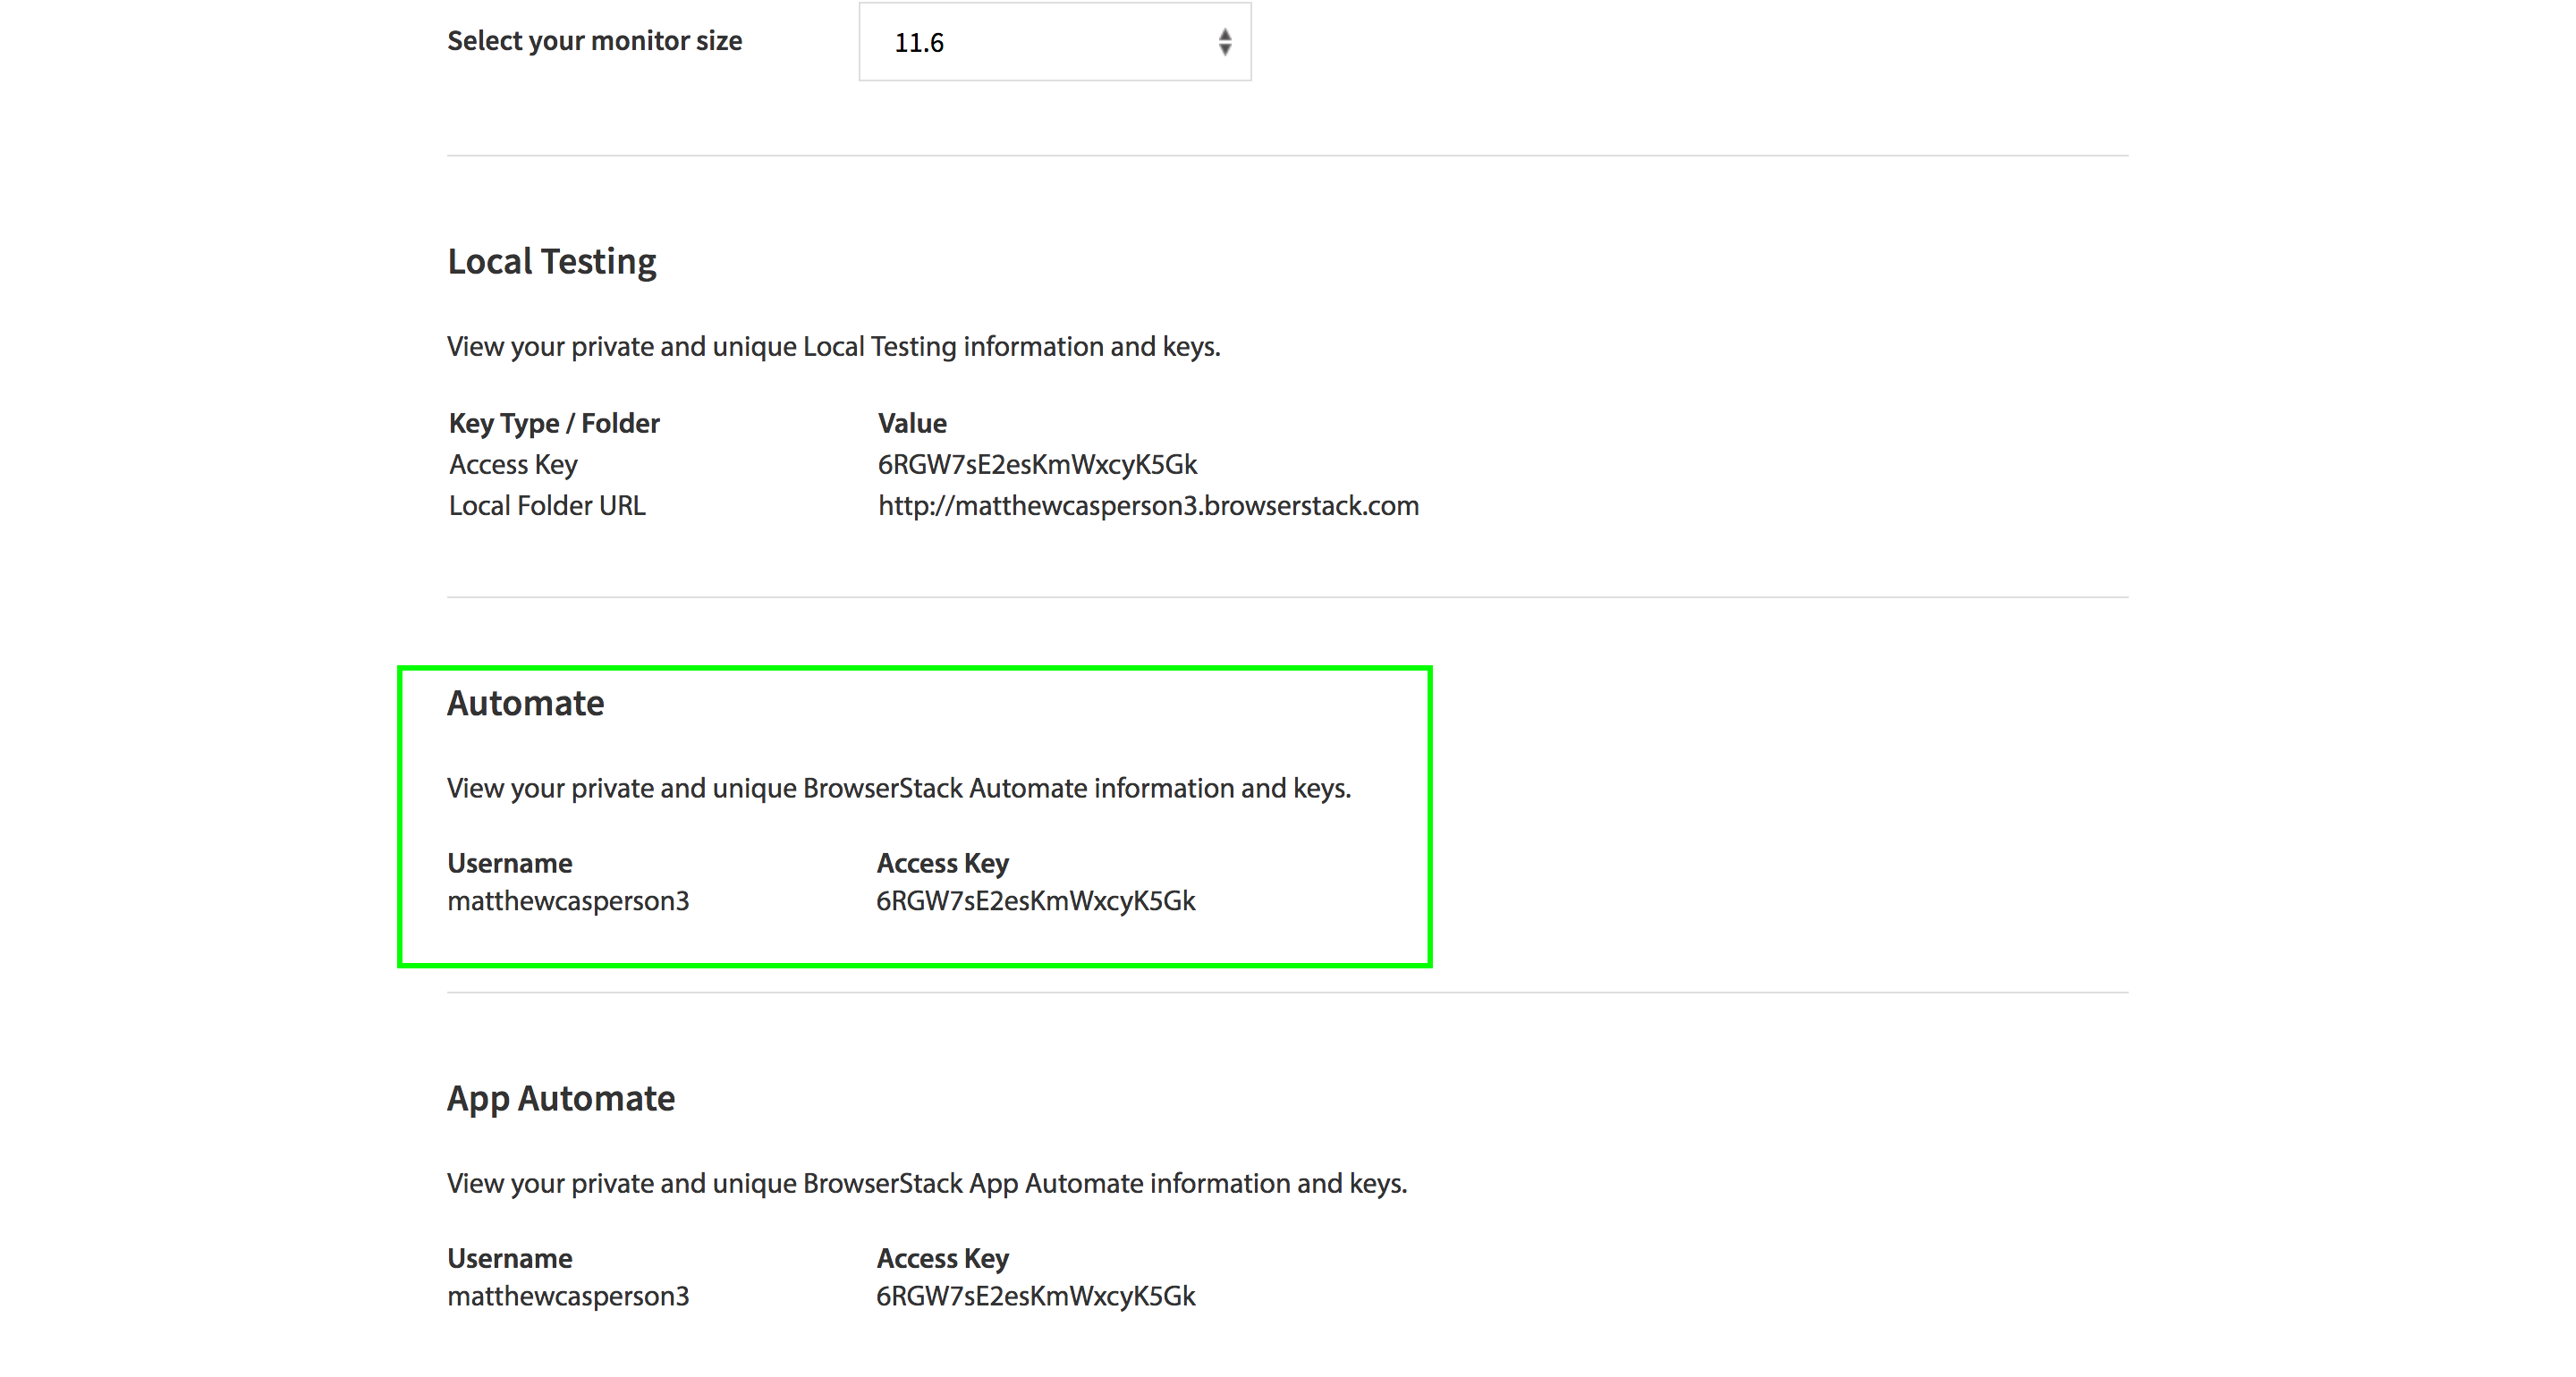 Select your monitor size 11.6
Local Testing
View your private and unique Local Testing information and keys.
Key Type / Folder Value
Access Key 6RGW7sE2esKmWxcyK5Gk
Local Folder URL http://matthewcasperson3.browserstack.com
Automate
View your private and unique BrowserStack Automate information and keys.
Username Access Key
matthewcasperson3 6RGW7sE2esKmWxcyK5Gk
App Automate
View your private and unique BrowserStack App Automate information and keys.
Username Access Key
matthewcasperson3 6RGW7sE2esKmWxcyK5Gk